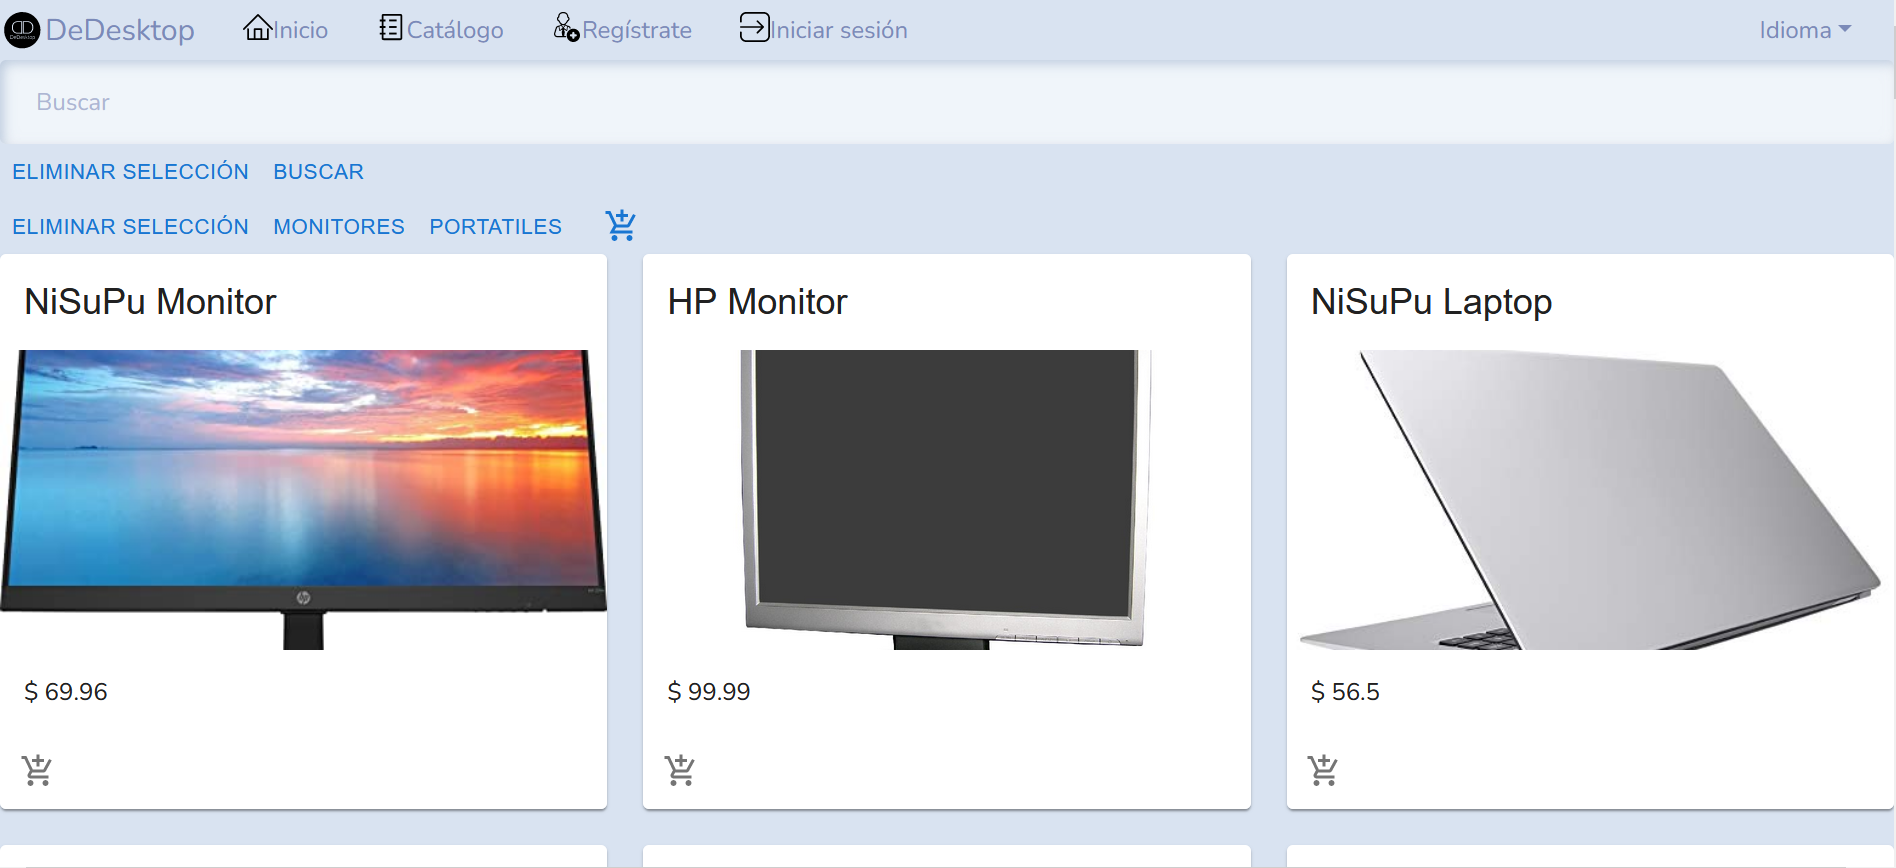 DeDesktop Inicio Catálogo Regístrate Iniciar sesión Idioma
Buscar
ELIMINAR SELECCIÓN BUSCAR
ELIMINAR SELECCIÓN MONITORES PORTATILES
NiSuPu Monitor HP Monitor NiSuPu Laptop
hp
$ 69.96 $ 99.99 $ 56.5